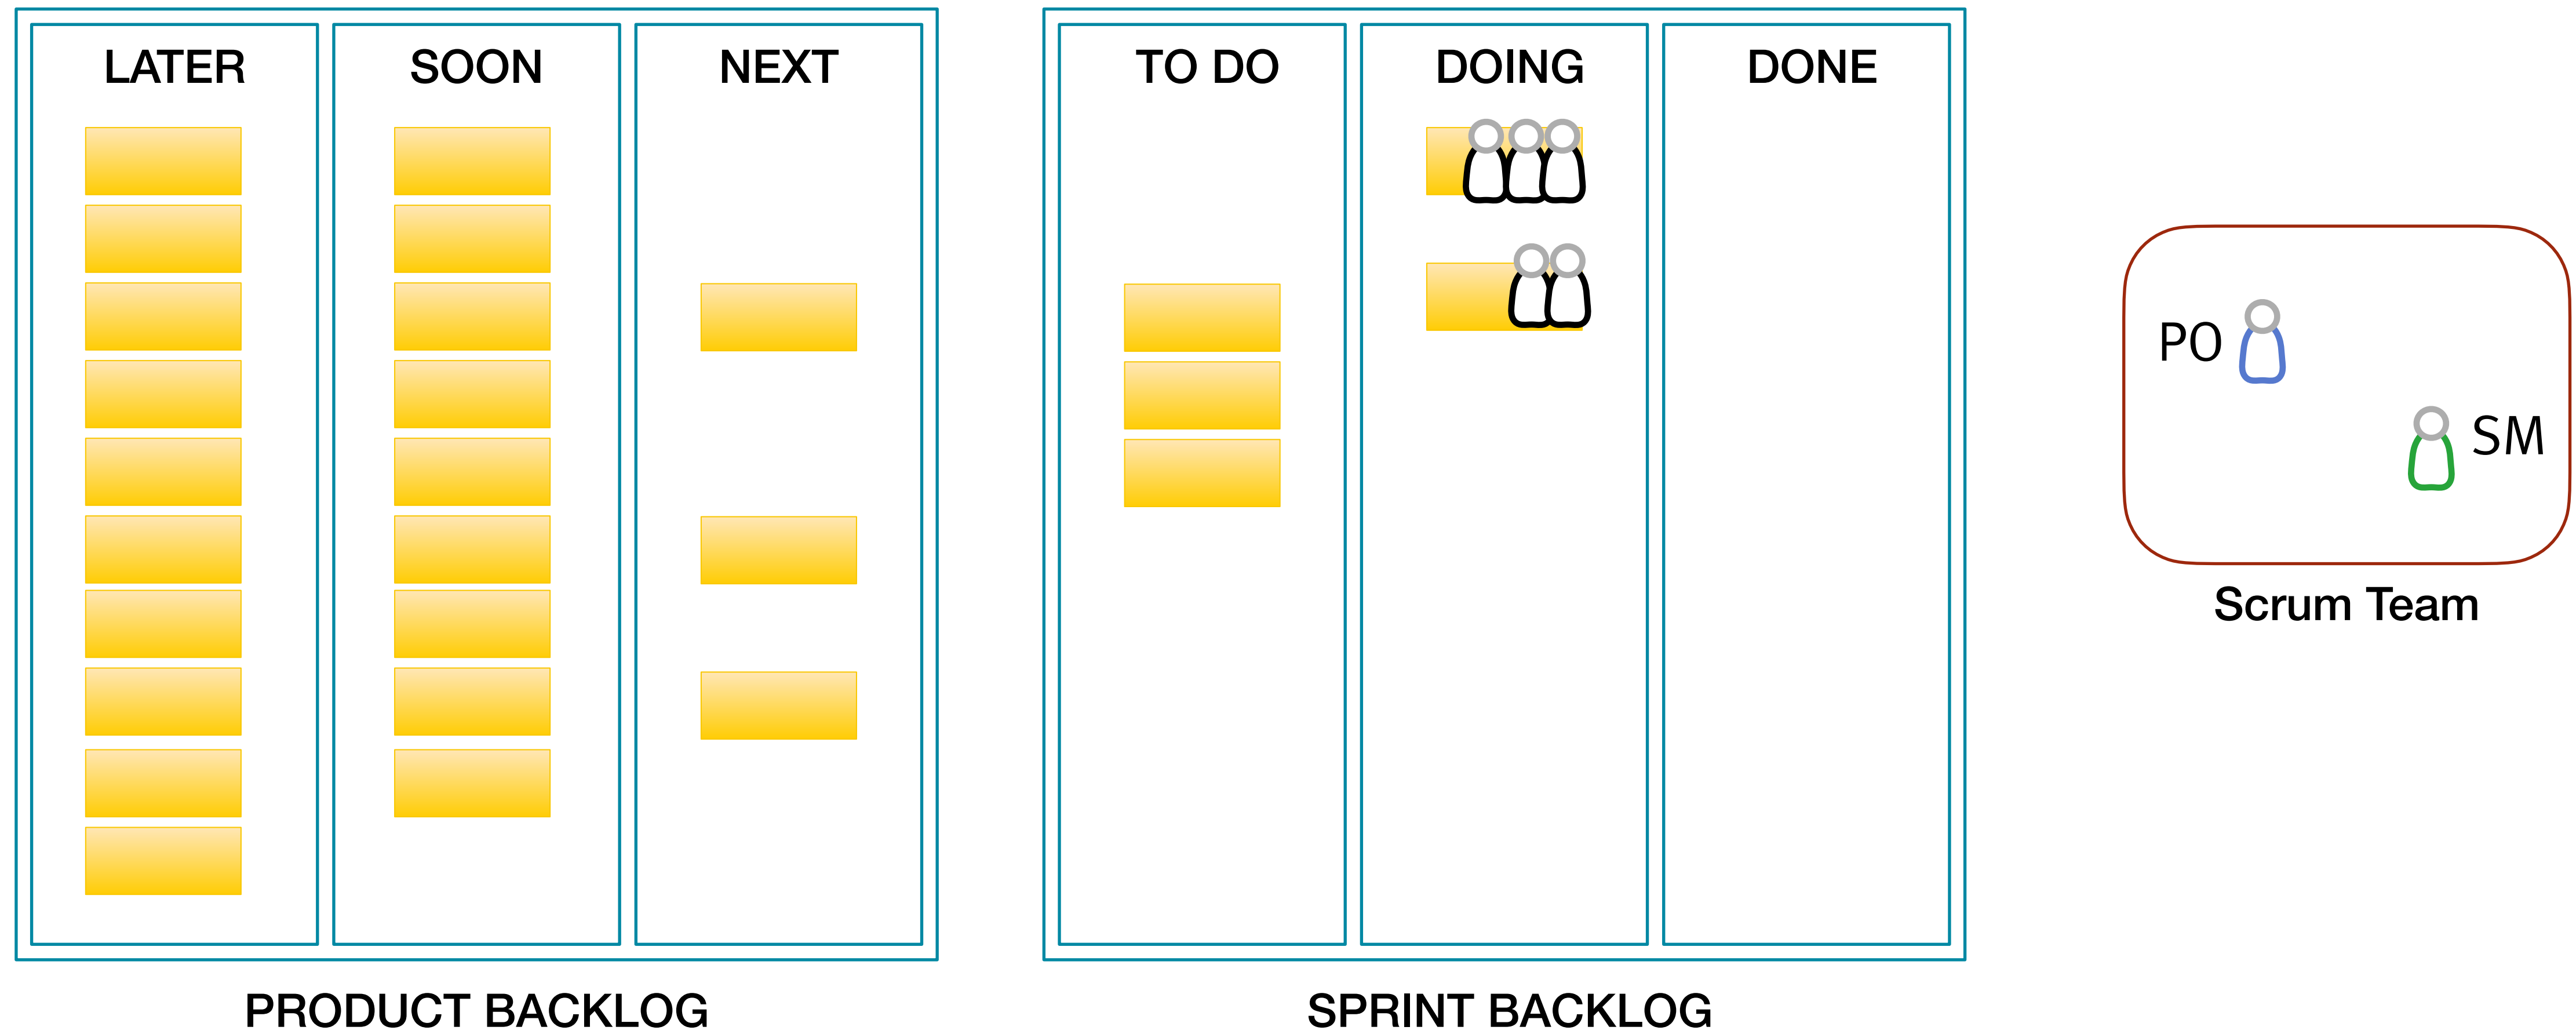 LATER
SOON
NEXT
PRODUCT BACKLOG
TO DO
DOING
DONE
SPRINT BACKLOG
PO
SM
Scrum Team